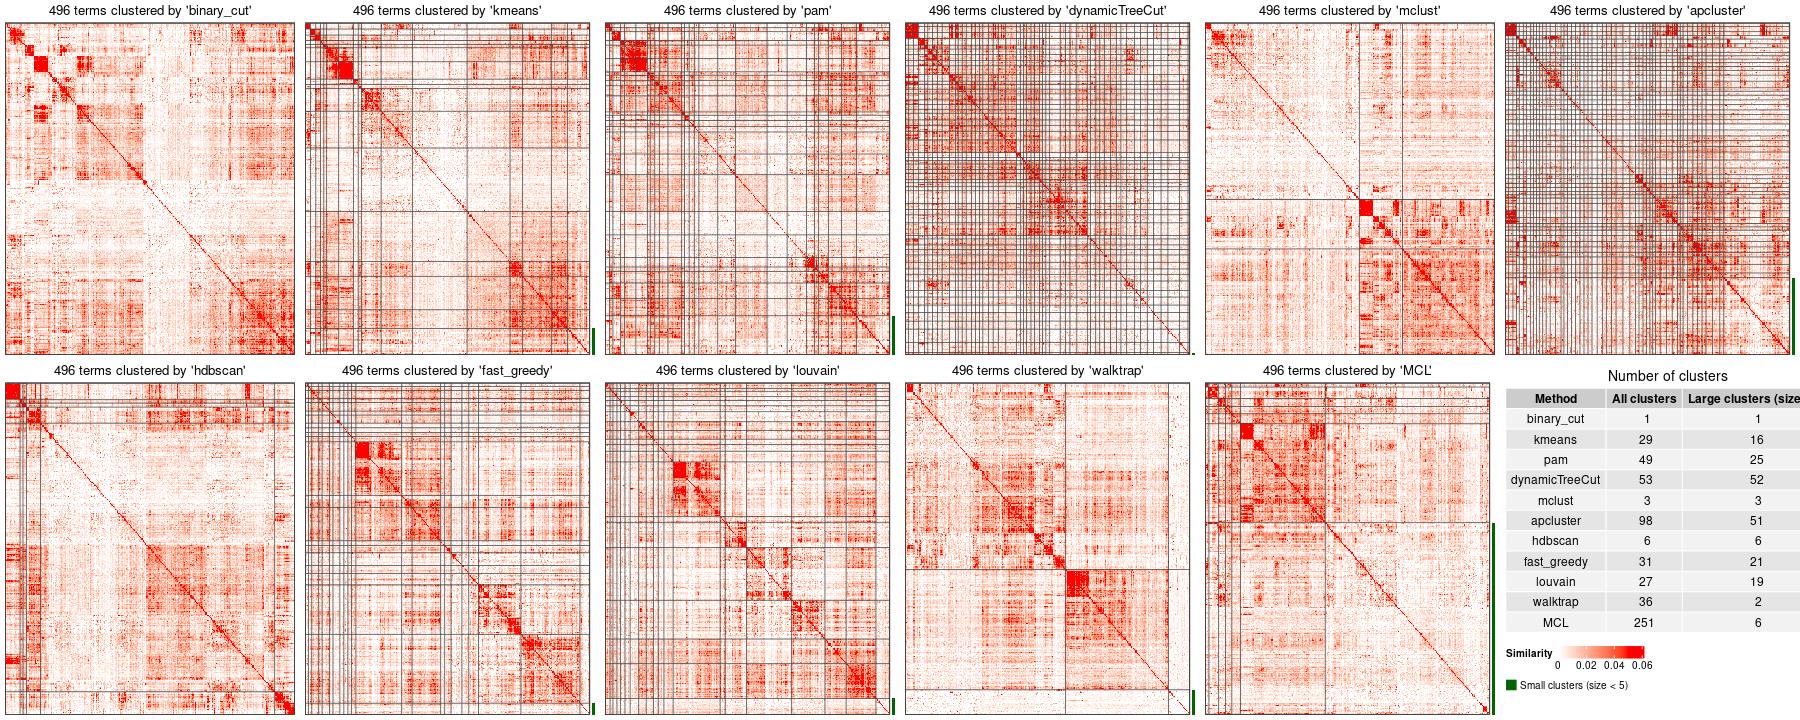 496 terms clustered by 'binary_cut'
496 terms clustered by 'kmeans'
496 terms clustered by 'pam'
496 terms clustered by 'dynamicTreeCut'
496 terms clustered by 'mclust'
496 terms clustered by 'apcluster'
496 terms clustered by 'hdbscan'
496 terms clustered by 'fast_greedy'
496 terms clustered by 'louvain'
496 terms clustered by 'walktrap'
496 terms clustered by 'MCL'
Number of clusters
Method All clusters Large clusters (size
binary_cut 1 1
kmeans 29 16
pam 49 25
dynamicTreeCut 53 52
mclust 3 3
apcluster 98 51
hdbscan 6 6
fast_greedy 31 21
louvain 27 19
walktrap 36 2
MCL 251 6
Similarity
0 0.02 0.04 0.06
Small clusters (size < 5)